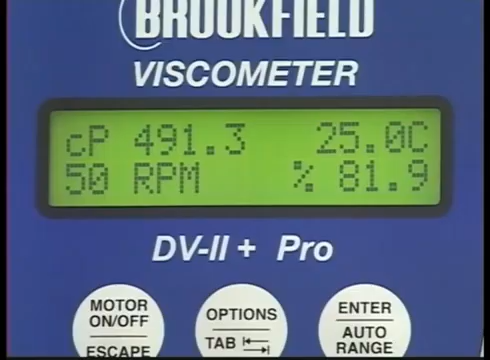 BROOKFIELD
VISCOMETER
cP 491.3 25.0C
50 RPM % 81.9
DV-II + Pro
MOTOR ON/OFF
ESCAPE
OPTIONS
TAB
ENTER
AUTO RANGE